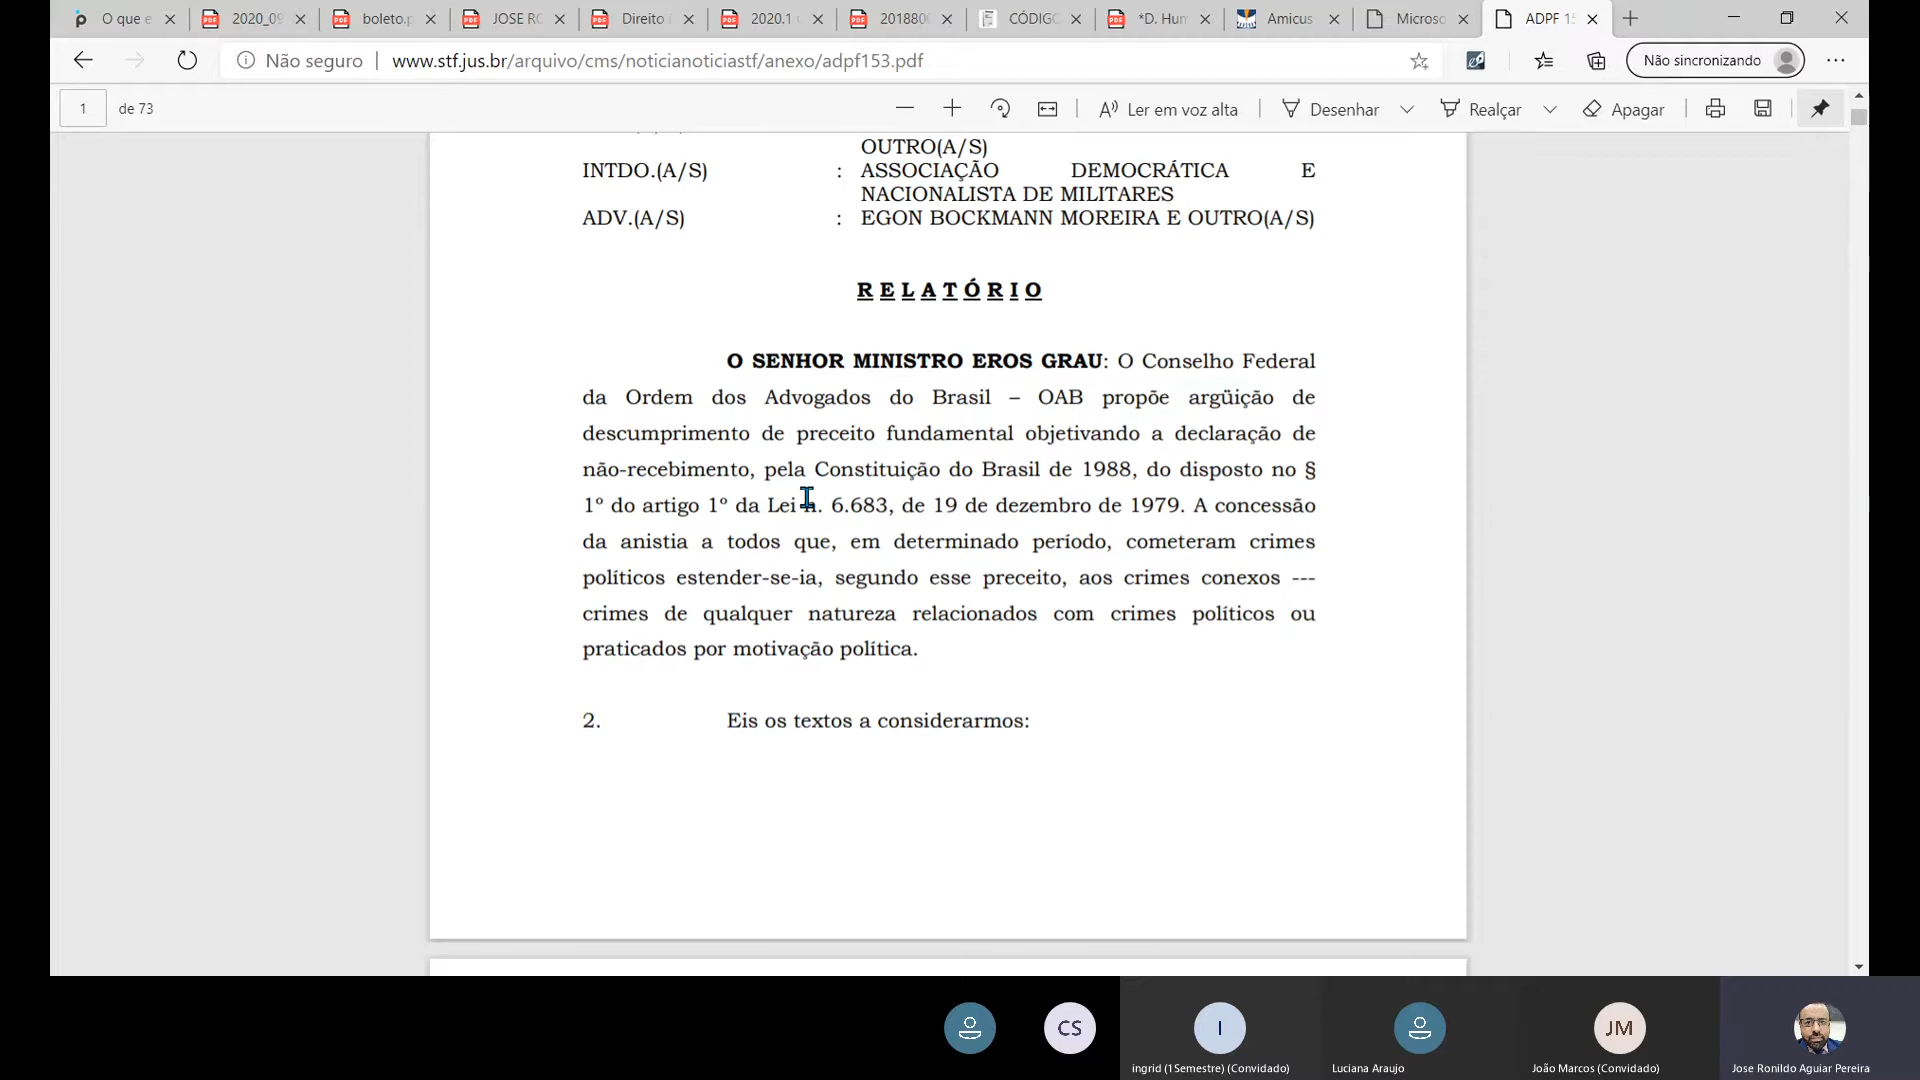 O que e
2020_09
boleto.p
JOSE RO
Direito i
2020.1
2018800
CÓDIGO
*D. Hum
Amicus
Microso
ADPF 15
Não seguro | www.stf.jus.br/arquivo/cms/noticianoticiastf/anexo/adpf153.pdf
Não sincronizando
1 de 73
Ler em voz alta
Desenhar
Realçar
Apagar
OUTRO(A/S)
INTDO.(A/S) : ASSOCIAÇÃO DEMOCRÁTICA E
NACIONALISTA DE MILITARES
ADV.(A/S) : EGON BOCKMANN MOREIRA E OUTRO(A/S)
R E L A T Ó R I O
O SENHOR MINISTRO EROS GRAU: O Conselho Federal
da Ordem dos Advogados do Brasil – OAB propõe argüição de
descumprimento de preceito fundamental objetivando a declaração de
não-recebimento, pela Constituição do Brasil de 1988, do disposto no §
1º do artigo 1º da Lei n. 6.683, de 19 de dezembro de 1979. A concessão
da anistia a todos que, em determinado período, cometeram crimes
políticos estender-se-ia, segundo esse preceito, aos crimes conexos ---
crimes de qualquer natureza relacionados com crimes políticos ou
praticados por motivação política.
2. Eis os textos a considerarmos:
CS
I
JM
ingrid (1Semestre) (Convidado)
Luciana Araujo
João Marcos (Convidado)
Jose Ronildo Aguiar Pereira